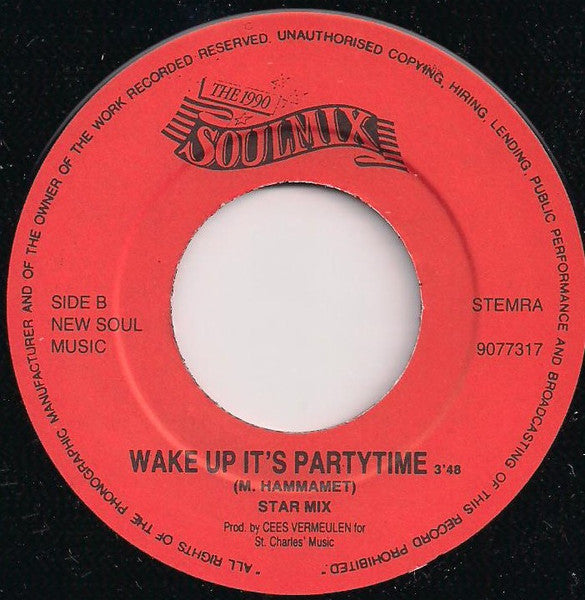 "ALL RIGHTS OF THE PHONOGRAPHIC MANUFACTURER AND OF THE OWNER OF THE WORK RECORDED RESERVED. UNAUTHORISED COPYING, HIRING, LENDING, PUBLIC PERFORMANCE AND BROADCASTING OF THIS RECORD PROHIBITED."
THE 1990
SOULMIX
SIDE B
NEW SOUL
MUSIC
STEMRA
9077317
WAKE UP IT'S PARTYTIME 3'48
(M. HAMMAMET)
STAR MIX
Prod. by CEES VERMEULEN for
St. Charles' Music